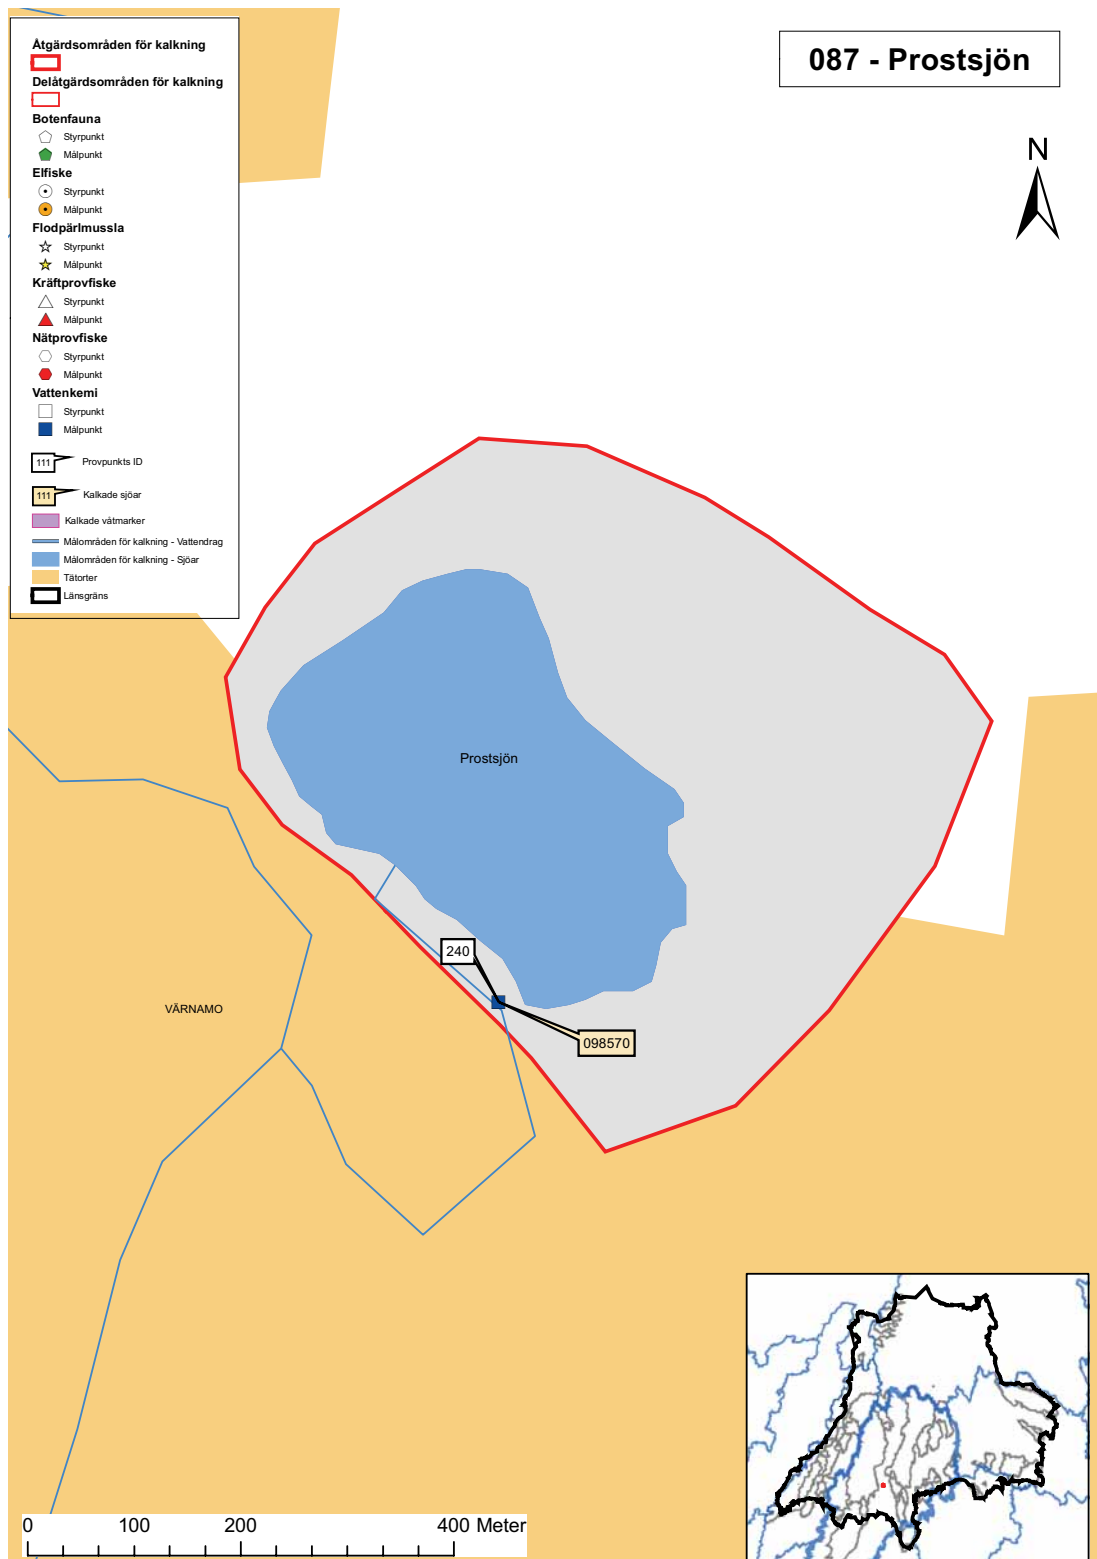 087 - Prostsjön
N
Åtgärdsområden för kalkning
Delåtgärdsområden för kalkning
Botenfauna
Styrpunkt
Målpunkt
Elfiske
Styrpunkt
Målpunkt
Flodpärlmussla
Styrpunkt
Målpunkt
Kräftprovfiske
Styrpunkt
Målpunkt
Nätprovfiske
Styrpunkt
Målpunkt
Vattenkemi
Styrpunkt
Målpunkt
111 Provpunkts ID
111 Kalkade sjöar
Kalkade våtmarker
Målområden för kalkning - Vattendrag
Målområden för kalkning - Sjöar
Tätorter
Länsgräns
Prostsjön
240
VÄRNAMO
098570
0 100 200 400 Meter